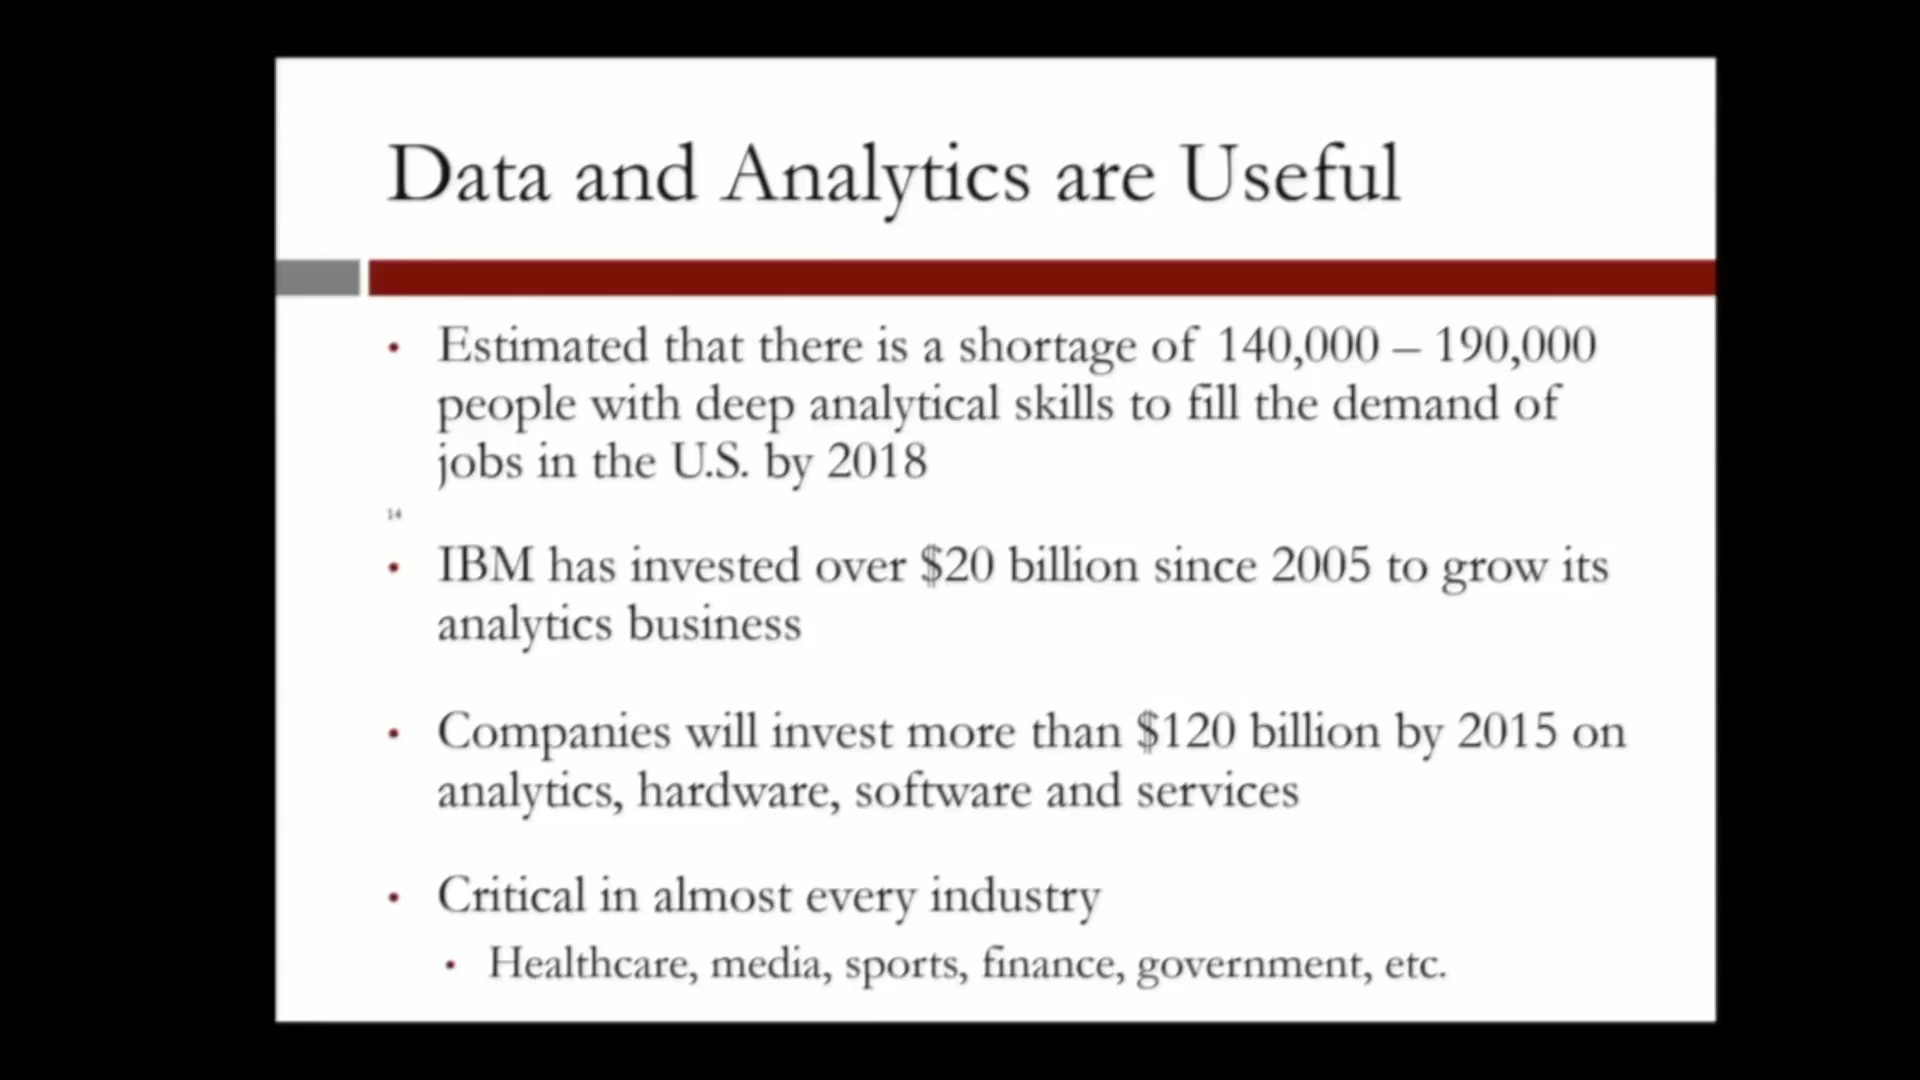 Data and Analytics are Useful
• Estimated that there is a shortage of 140,000 – 190,000
people with deep analytical skills to fill the demand of
jobs in the U.S. by 2018
14
• IBM has invested over $20 billion since 2005 to grow its
analytics business
• Companies will invest more than $120 billion by 2015 on
analytics, hardware, software and services
• Critical in almost every industry
• Healthcare, media, sports, finance, government, etc.